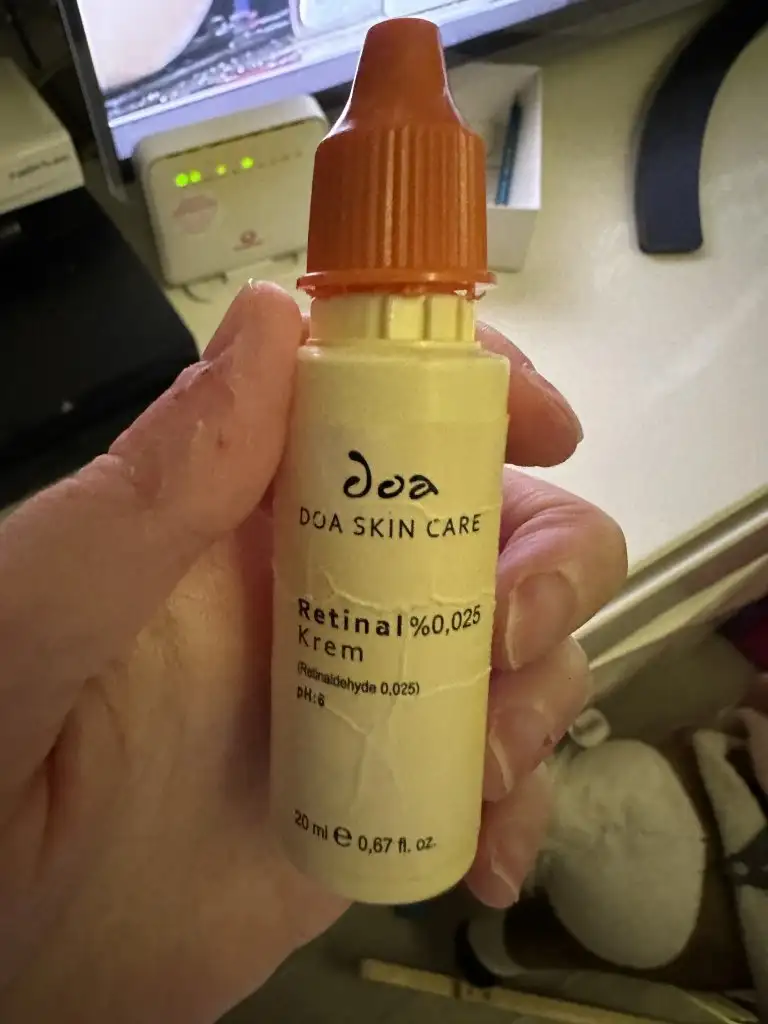 doa
DOA SKIN CARE
Retinal %0,025
Krem
(Retinaldehyde 0,025)
pH:6
20 ml e 0,67 fl. oz.